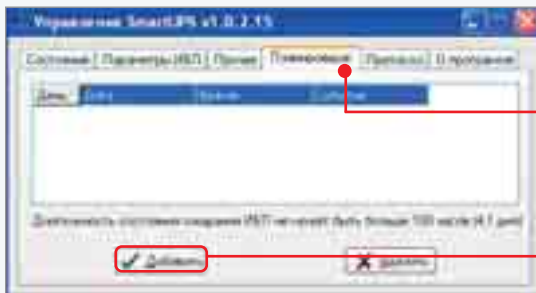 Управление SmartUPS v1.0.2.15
Состояние Параметры ИБП Прочее Планировщик Протокол О программе
День Дата Время Событие
Длительность состояния ожидания ИБП не может быть больше 100 часов (4.1 дня)
Добавить Удалить